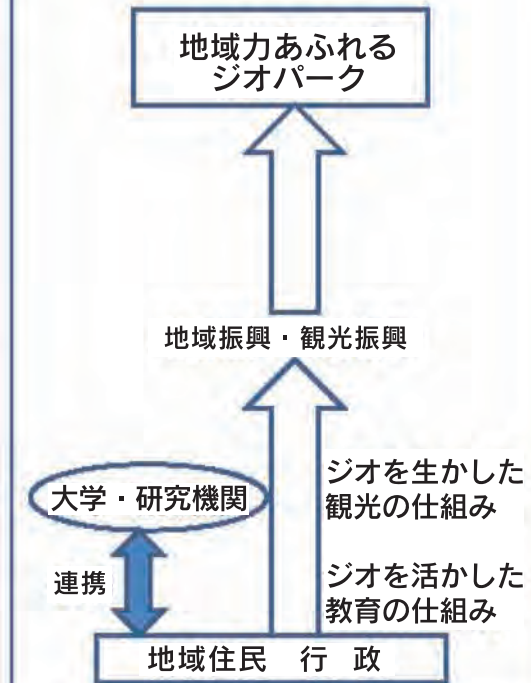 地域力あふれる
ジオパーク
地域振興・観光振興
ジオを生かした
観光の仕組み
大学・研究機関
連携
ジオを活かした
教育の仕組み
地域住民 行 政